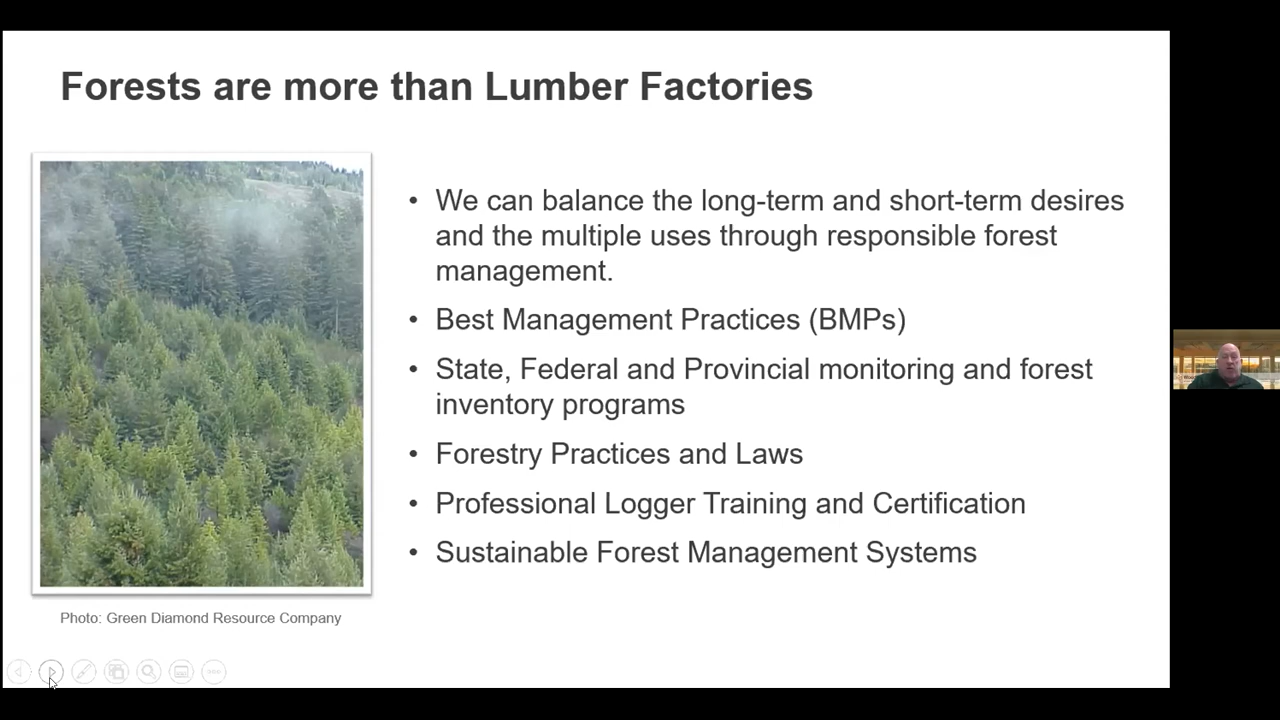 Forests are more than Lumber Factories
• We can balance the long-term and short-term desires
and the multiple uses through responsible forest
management.
• Best Management Practices (BMPs)
• State, Federal and Provincial monitoring and forest
inventory programs
• Forestry Practices and Laws
• Professional Logger Training and Certification
• Sustainable Forest Management Systems
Photo: Green Diamond Resource Company